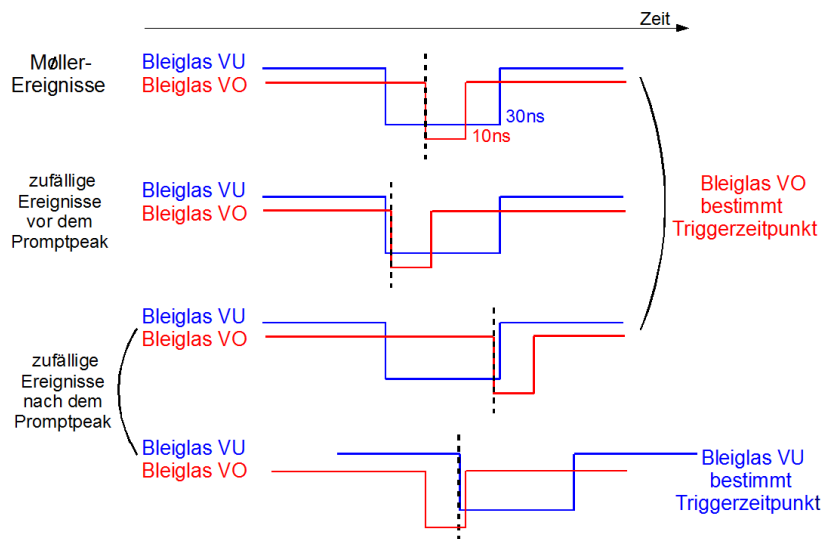 Zeit
Møller-
Ereignisse
Bleiglas VU
Bleiglas VO
30ns
10ns
zufällige
Ereignisse
vor dem
Promptpeak
Bleiglas VU
Bleiglas VO
Bleiglas VO
bestimmt
Triggerzeitpunkt
zufällige
Ereignisse
nach dem
Promptpeak
Bleiglas VU
Bleiglas VO
Bleiglas VU
Bleiglas VO
Bleiglas VU
bestimmt
Triggerzeitpunkt